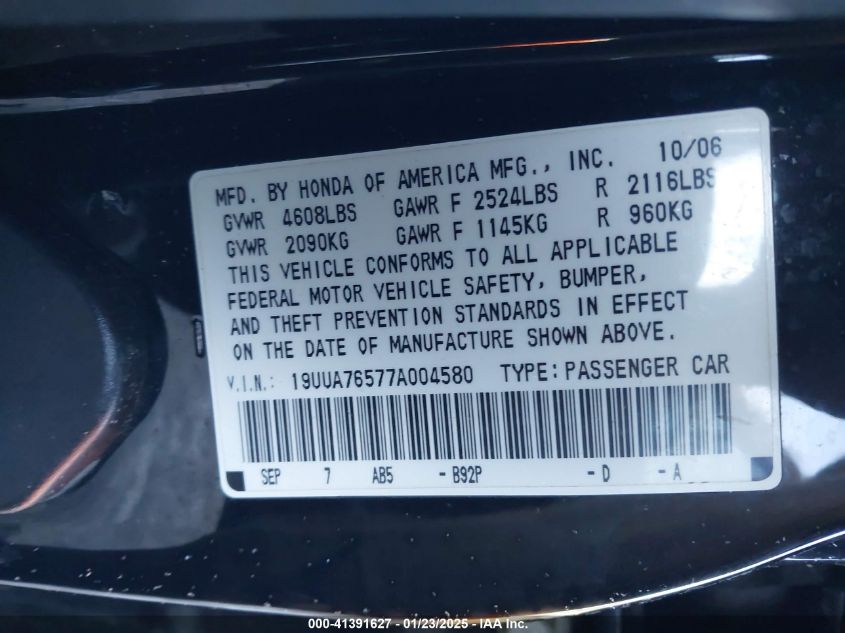 MFD. BY HONDA OF AMERICA MFG., INC. 10/06
GVWR 4608LBS GAWR F 2524LBS R 2116LBS
GVWR 2090KG GAWR F 1145KG R 960KG
THIS VEHICLE CONFORMS TO ALL APPLICABLE
FEDERAL MOTOR VEHICLE SAFETY, BUMPER,
AND THEFT PREVENTION STANDARDS IN EFFECT
ON THE DATE OF MANUFACTURE SHOWN ABOVE.
V.I.N.: 19UUA76577A004580 TYPE: PASSENGER CAR
SEP 7 AB5 -B92P -D -A
000-41391627 - 01/23/2025 - IAA Inc.